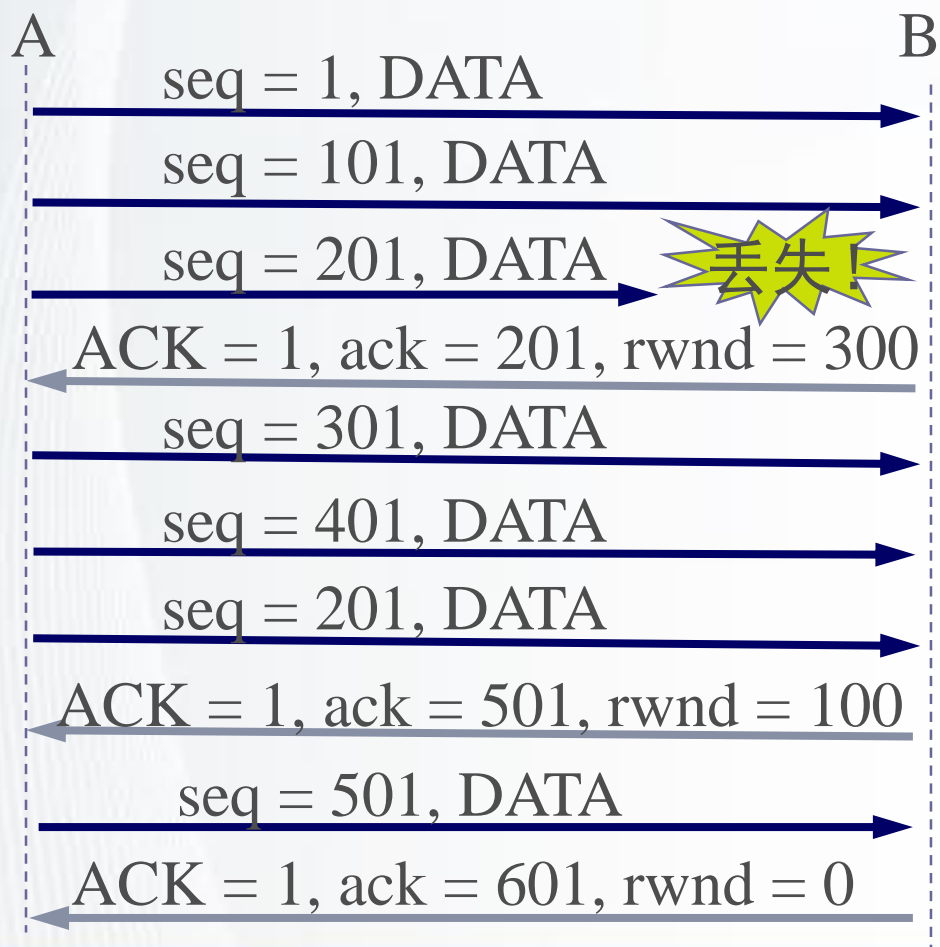 A
B
seq = 1, DATA
seq = 101, DATA
seq = 201, DATA
丢失!
ACK = 1, ack = 201, rwnd = 300
seq = 301, DATA
seq = 401, DATA
seq = 201, DATA
ACK = 1, ack = 501, rwnd = 100
seq = 501, DATA
ACK = 1, ack = 601, rwnd = 0